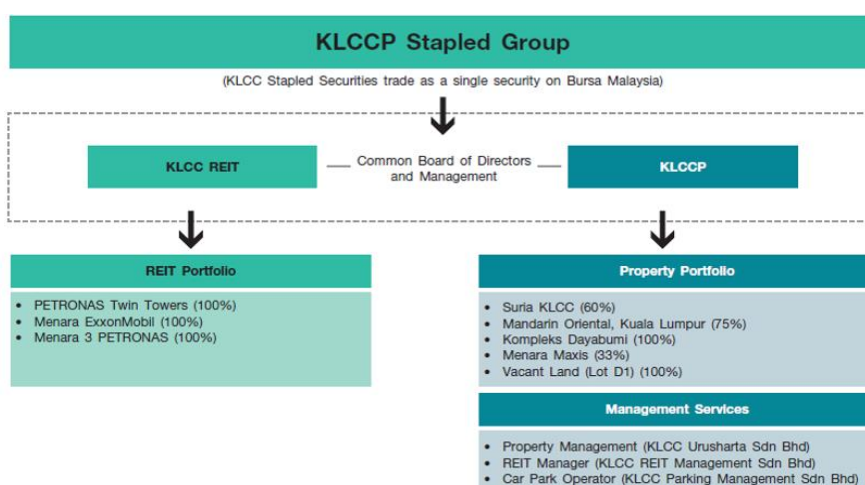 KLCCP Stapled Group
(KLCC Stapled Securities trade as a single security on Bursa Malaysia)
KLCC REIT
Common Board of Directors
and Management
KLCCP
REIT Portfolio
• PETRONAS Twin Towers (100%)
• Menara ExxonMobil (100%)
• Menara 3 PETRONAS (100%)
Property Portfolio
• Suria KLCC (60%)
• Mandarin Oriental, Kuala Lumpur (75%)
• Kompleks Dayabumi (100%)
• Menara Maxis (33%)
• Vacant Land (Lot D1) (100%)
Management Services
• Property Management (KLCC Urusharta Sdn Bhd)
• REIT Manager (KLCC REIT Management Sdn Bhd)
• Car Park Operator (KLCC Parking Management Sdn Bhd)